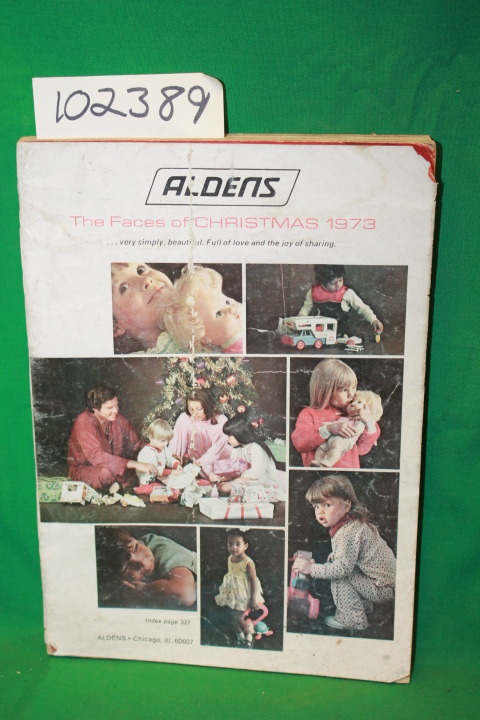 102389
ALDENS
The Faces of CHRISTMAS 1973
...very simply, beautiful. Full of love and the joy of sharing.
Index page 337
ALDENS • Chicago, Ill. 60607